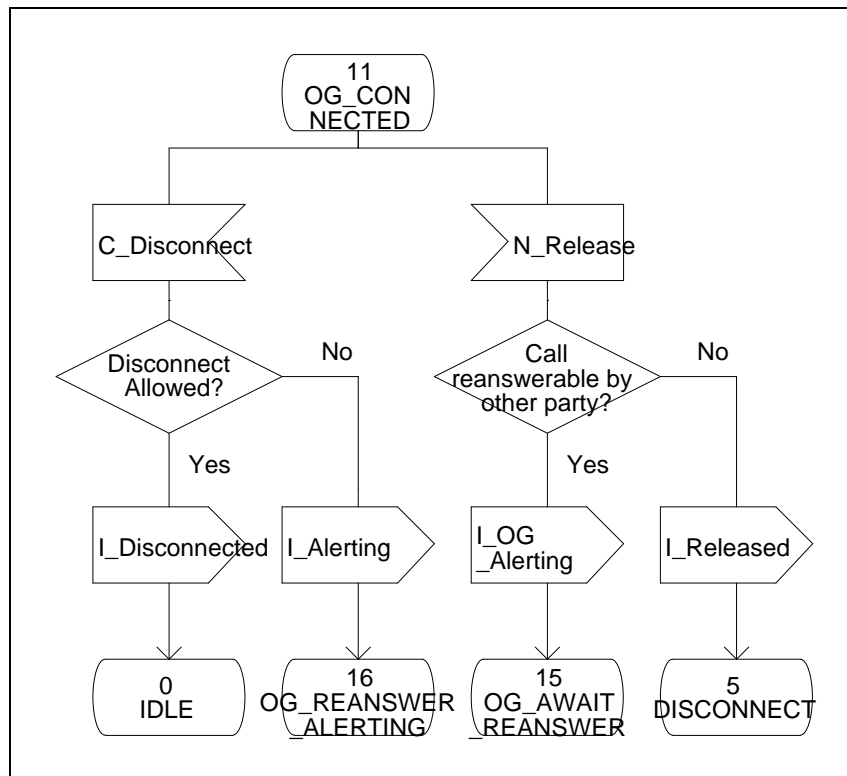 11
OG_CON
NECTED
C_Disconnect
N_Release
Disconnect
Allowed?
No
Call
reanswerable by
other party?
No
Yes
Yes
I_Disconnected
I_Alerting
I_OG
_Alerting
I_Released
0
IDLE
16
OG_REANSWER
_ALERTING
15
OG_AWAIT
_REANSWER
5
DISCONNECT